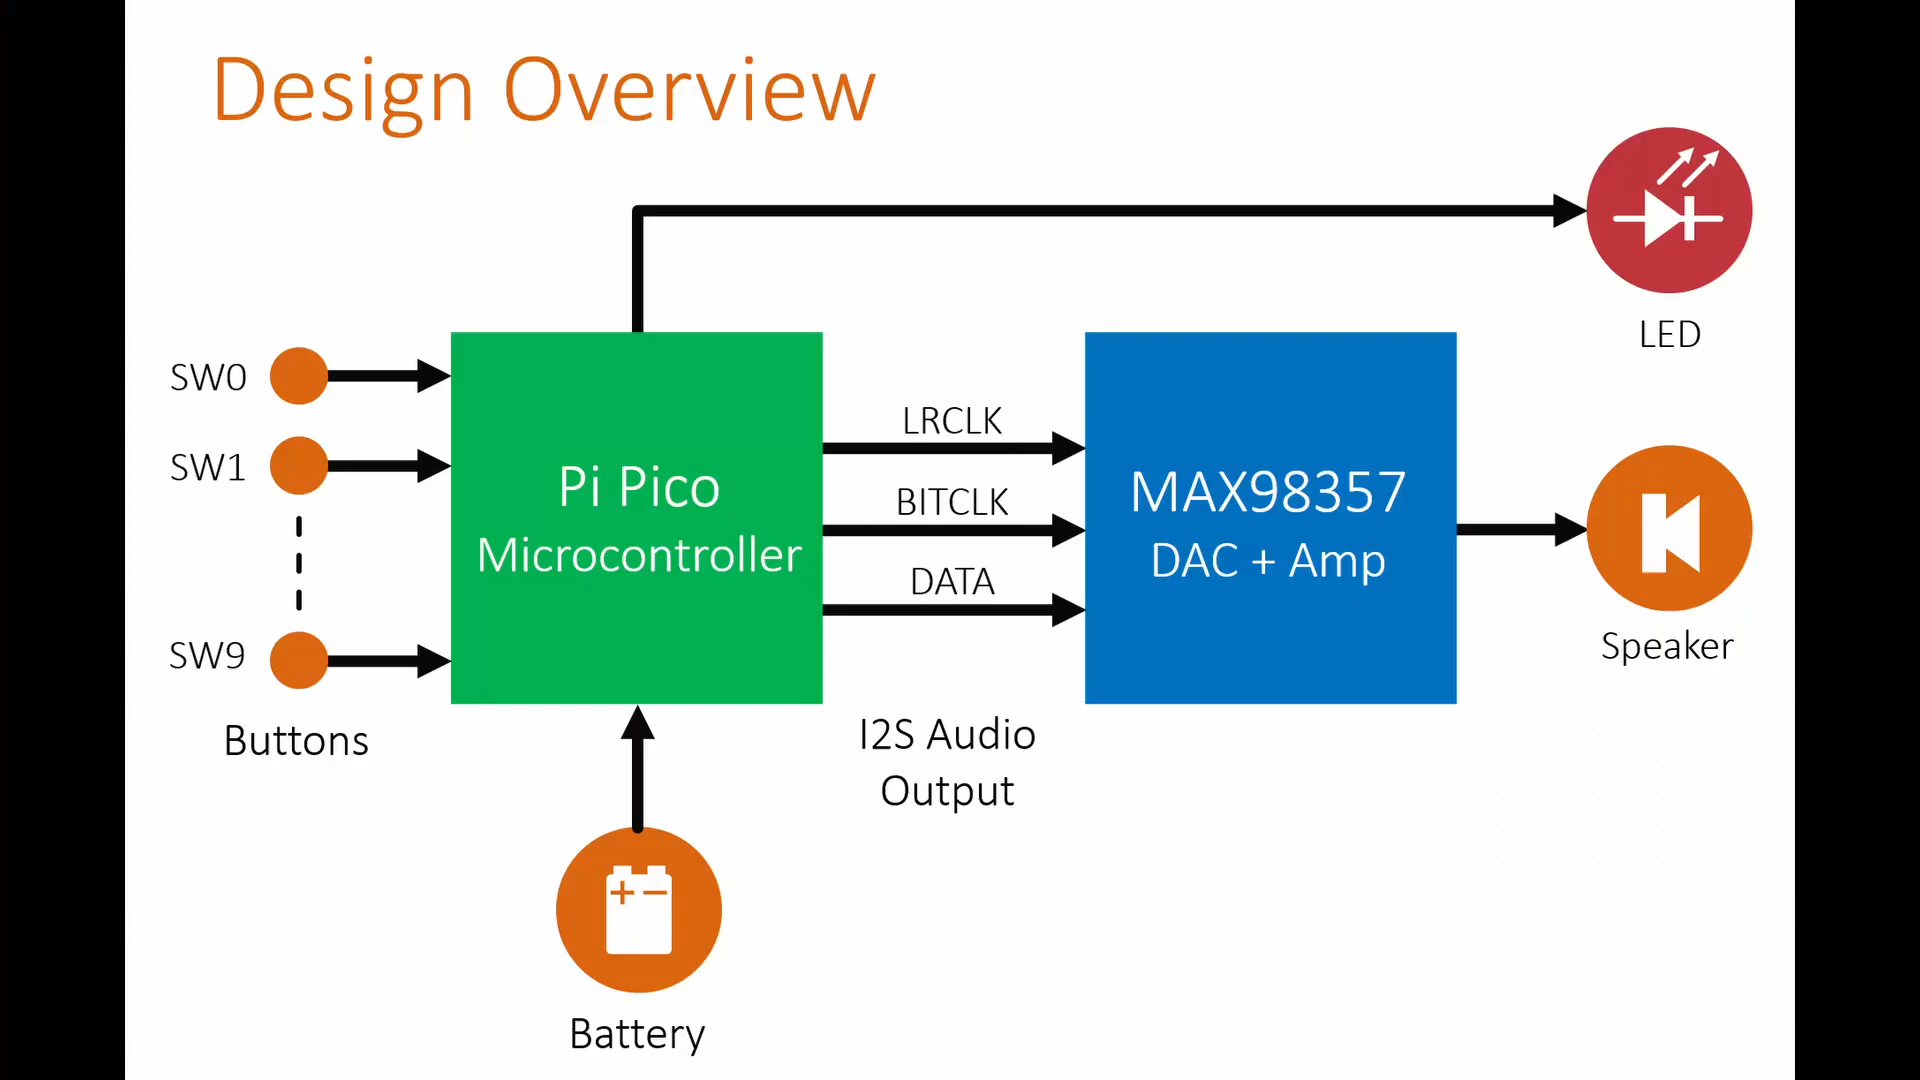 Design Overview
LED
SW0
SW1
SW9
Buttons
Pi Pico
Microcontroller
LRCLK
BITCLK
DATA
I2S Audio
Output
MAX98357
DAC + Amp
Speaker
+ −
Battery